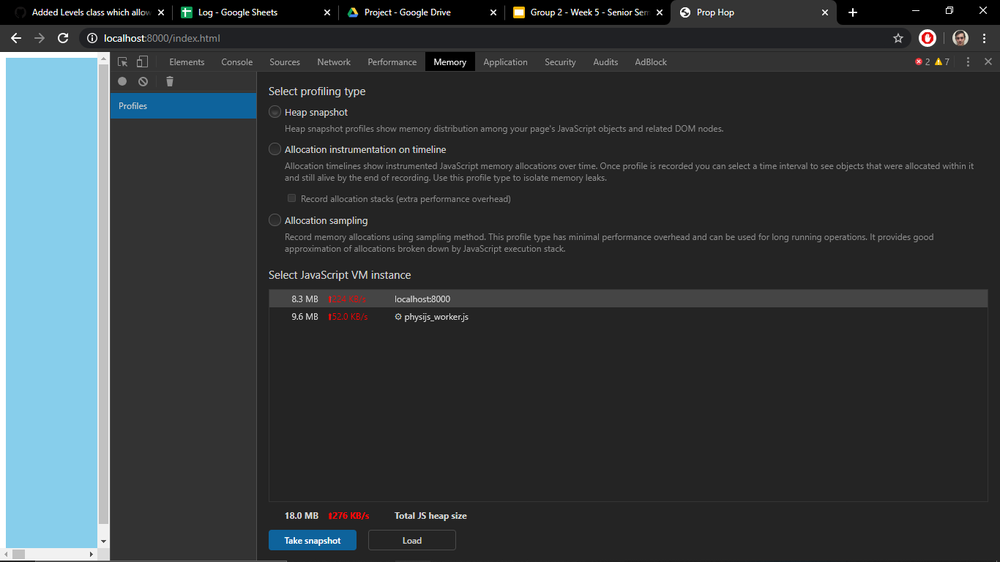 Added Levels class which allow
Log - Google Sheets
Project - Google Drive
Group 2 - Week 5 - Senior Sem
Prop Hop
localhost:8000/index.html
Elements Console Sources Network Performance Memory Application Security Audits AdBlock 2 7
Profiles
Select profiling type
Heap snapshot
Heap snapshot profiles show memory distribution among your page's JavaScript objects and related DOM nodes.
Allocation instrumentation on timeline
Allocation timelines show instrumented JavaScript memory allocations over time. Once profile is recorded you can select a time interval to see objects that were allocated within it
and still alive by the end of recording. Use this profile type to isolate memory leaks.
Record allocation stacks (extra performance overhead)
Allocation sampling
Record memory allocations using sampling method. This profile type has minimal performance overhead and can be used for long running operations. It provides good
approximation of allocations broken down by JavaScript execution stack.
Select JavaScript VM instance
8.3 MB ⬆224 KB/s localhost:8000
9.6 MB ⬆52.0 KB/s physijs_worker.js
18.0 MB ⬆276 KB/s Total JS heap size
Take snapshot Load